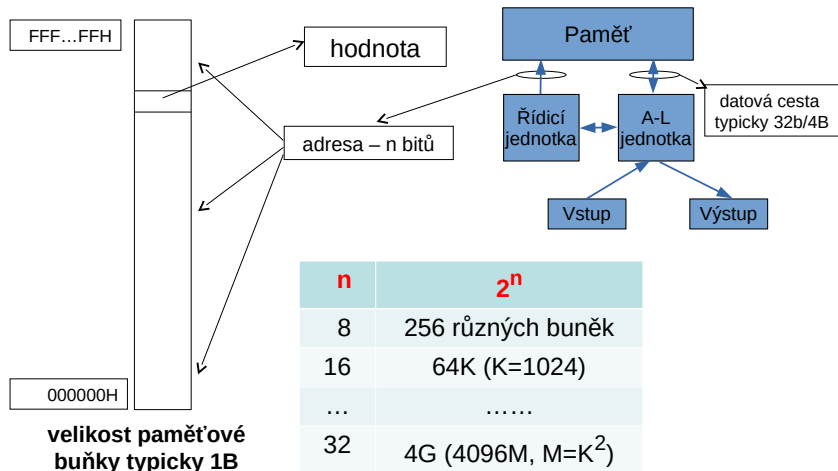 FFF…FFH
hodnota
Paměť
Řídicí
jednotka
A-L
jednotka
datová cesta
typicky 32b/4B
adresa – n bitů
Vstup
Výstup
n 2ⁿ
8 256 různých buněk
16 64K (K=1024)
… ……
32 4G (4096M, M=K²)
000000H
velikost paměťové
buňky typicky 1B